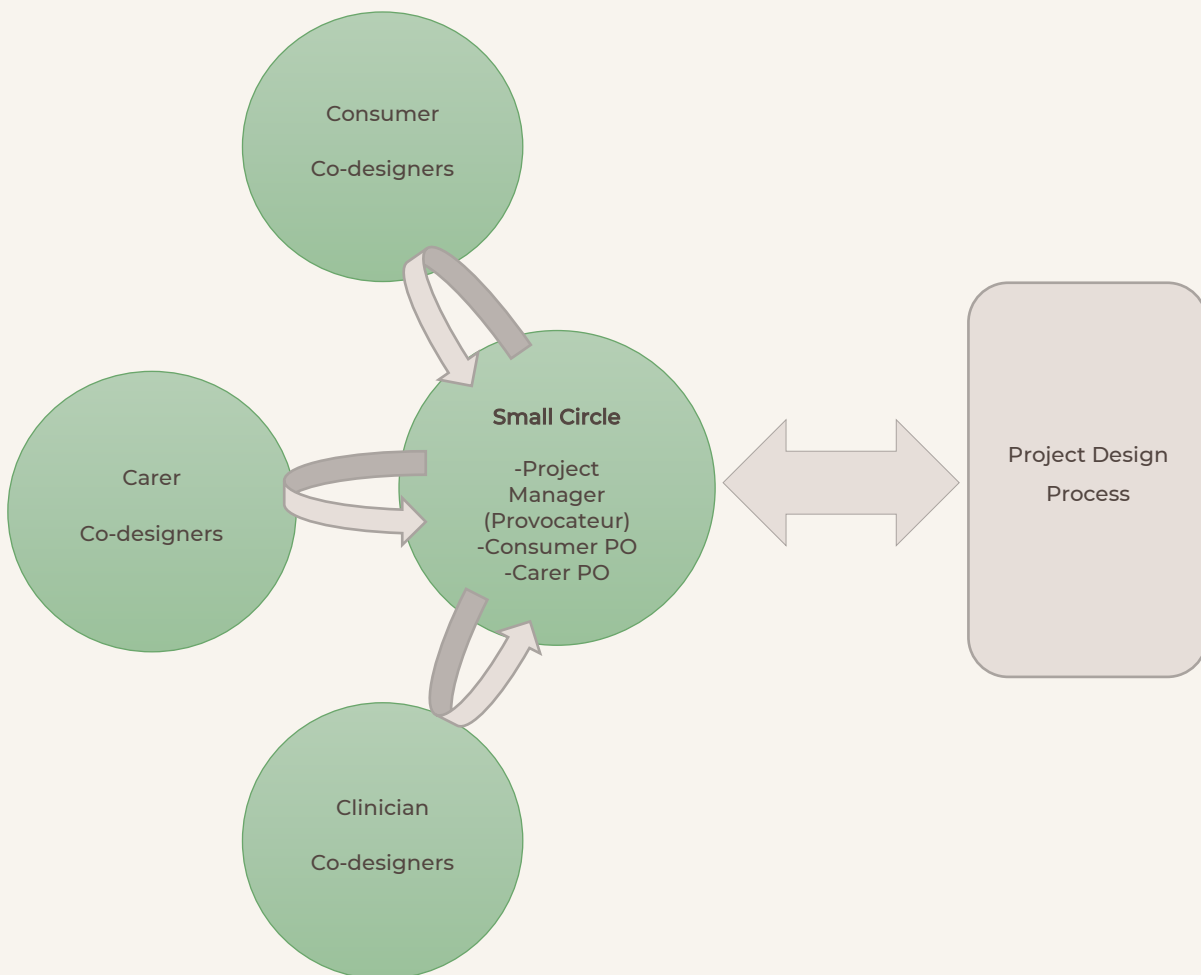 Consumer
Co-designers
Carer
Co-designers
Small Circle
-Project
Manager
(Provocateur)
-Consumer PO
-Carer PO
Clinician
Co-designers
Project Design
Process